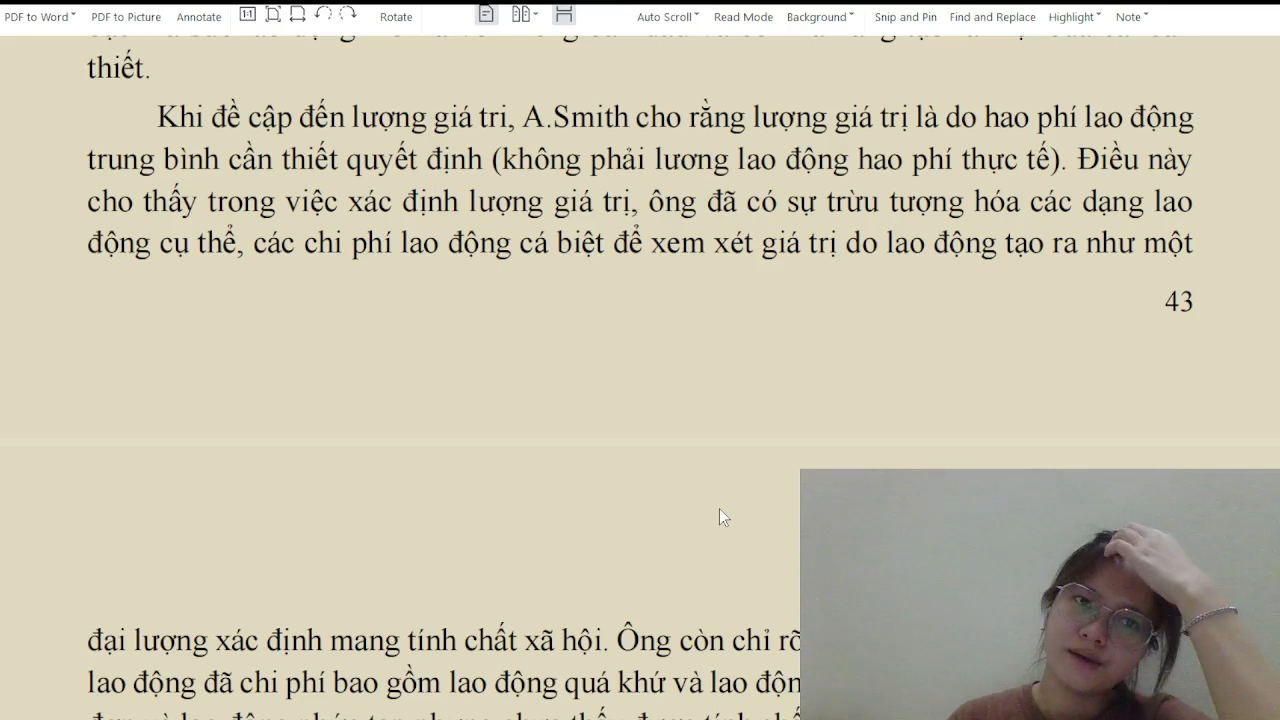 PDF to Word PDF to Picture Annotate 1:1 Rotate Auto Scroll Read Mode Background Snip and Pin Find and Replace Highlight Note
thiết.
Khi đề cập đến lượng giá tri, A.Smith cho rằng lượng giá trị là do hao phí lao động
trung bình cần thiết quyết định (không phải lương lao động hao phí thực tế). Điều này
cho thấy trong việc xác định lượng giá trị, ông đã có sự trừu tượng hóa các dạng lao
động cụ thể, các chi phí lao động cá biệt để xem xét giá trị do lao động tạo ra như một
43
đại lượng xác định mang tính chất xã hội. Ông còn chỉ rõ
lao động đã chi phí bao gồm lao động quá khứ và lao